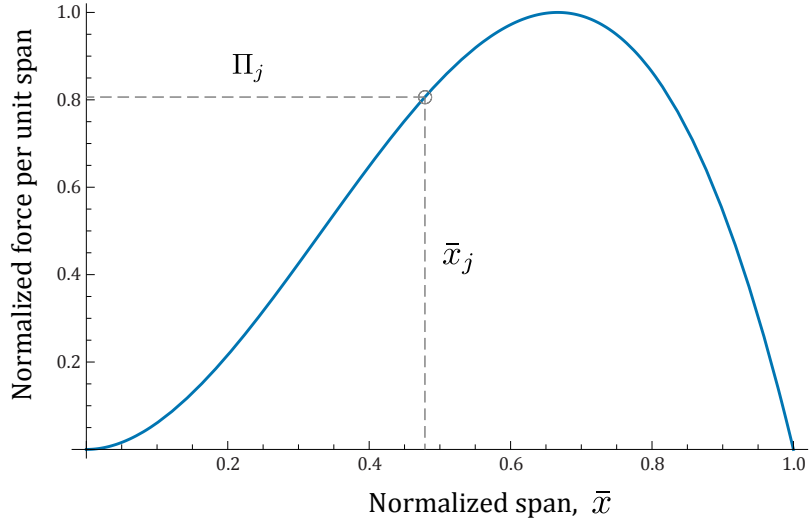 Normalized force per unit span
1.0
0.8
0.6
0.4
0.2
Π_j
x̄_j
0.2
0.4
0.6
0.8
1.0
Normalized span, x̄